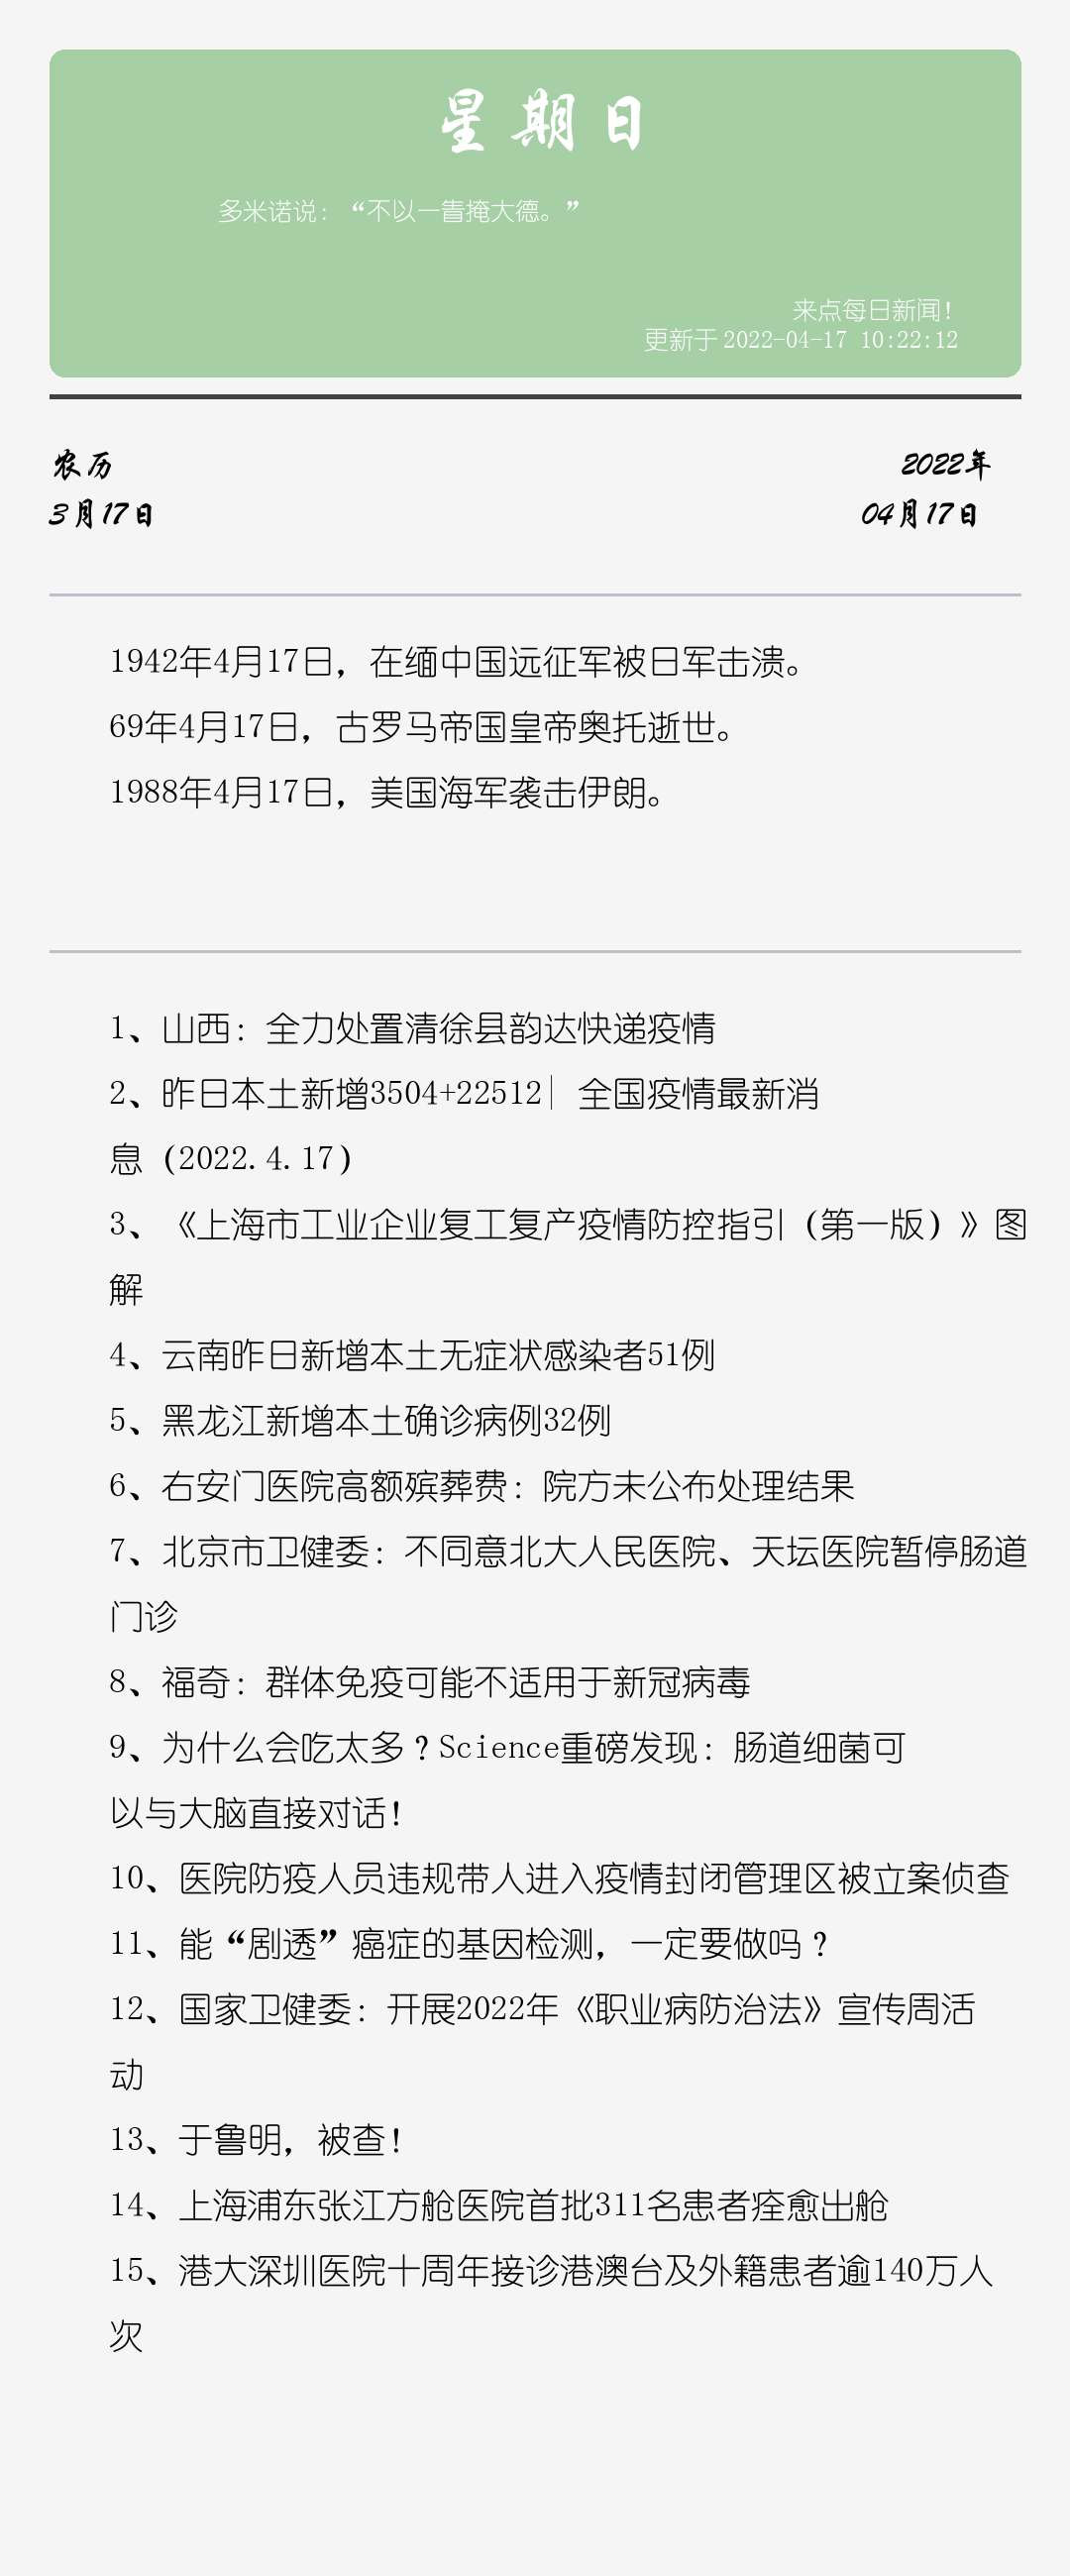 星期日
多米诺说：“不以一眚掩大德。”
来点每日新闻！
更新于 2022-04-17 10:22:12
农历
3月17日
2022年
04月17日
1942年4月17日，在缅中国远征军被日军击溃。
69年4月17日，古罗马帝国皇帝奥托逝世。
1988年4月17日，美国海军袭击伊朗。
1、山西：全力处置清徐县韵达快递疫情
2、昨日本土新增3504+22512| 全国疫情最新消
息（2022.4.17）
3、《上海市工业企业复工复产疫情防控指引（第一版）》图
解
4、云南昨日新增本土无症状感染者51例
5、黑龙江新增本土确诊病例32例
6、右安门医院高额殡葬费：院方未公布处理结果
7、北京市卫健委：不同意北大人民医院、天坛医院暂停肠道
门诊
8、福奇：群体免疫可能不适用于新冠病毒
9、为什么会吃太多？Science重磅发现：肠道细菌可
以与大脑直接对话！
10、医院防疫人员违规带人进入疫情封闭管理区被立案侦查
11、能“剧透”癌症的基因检测，一定要做吗？
12、国家卫健委：开展2022年《职业病防治法》宣传周活
动
13、于鲁明，被查！
14、上海浦东张江方舱医院首批311名患者痊愈出舱
15、港大深圳医院十周年接诊港澳台及外籍患者逾140万人
次